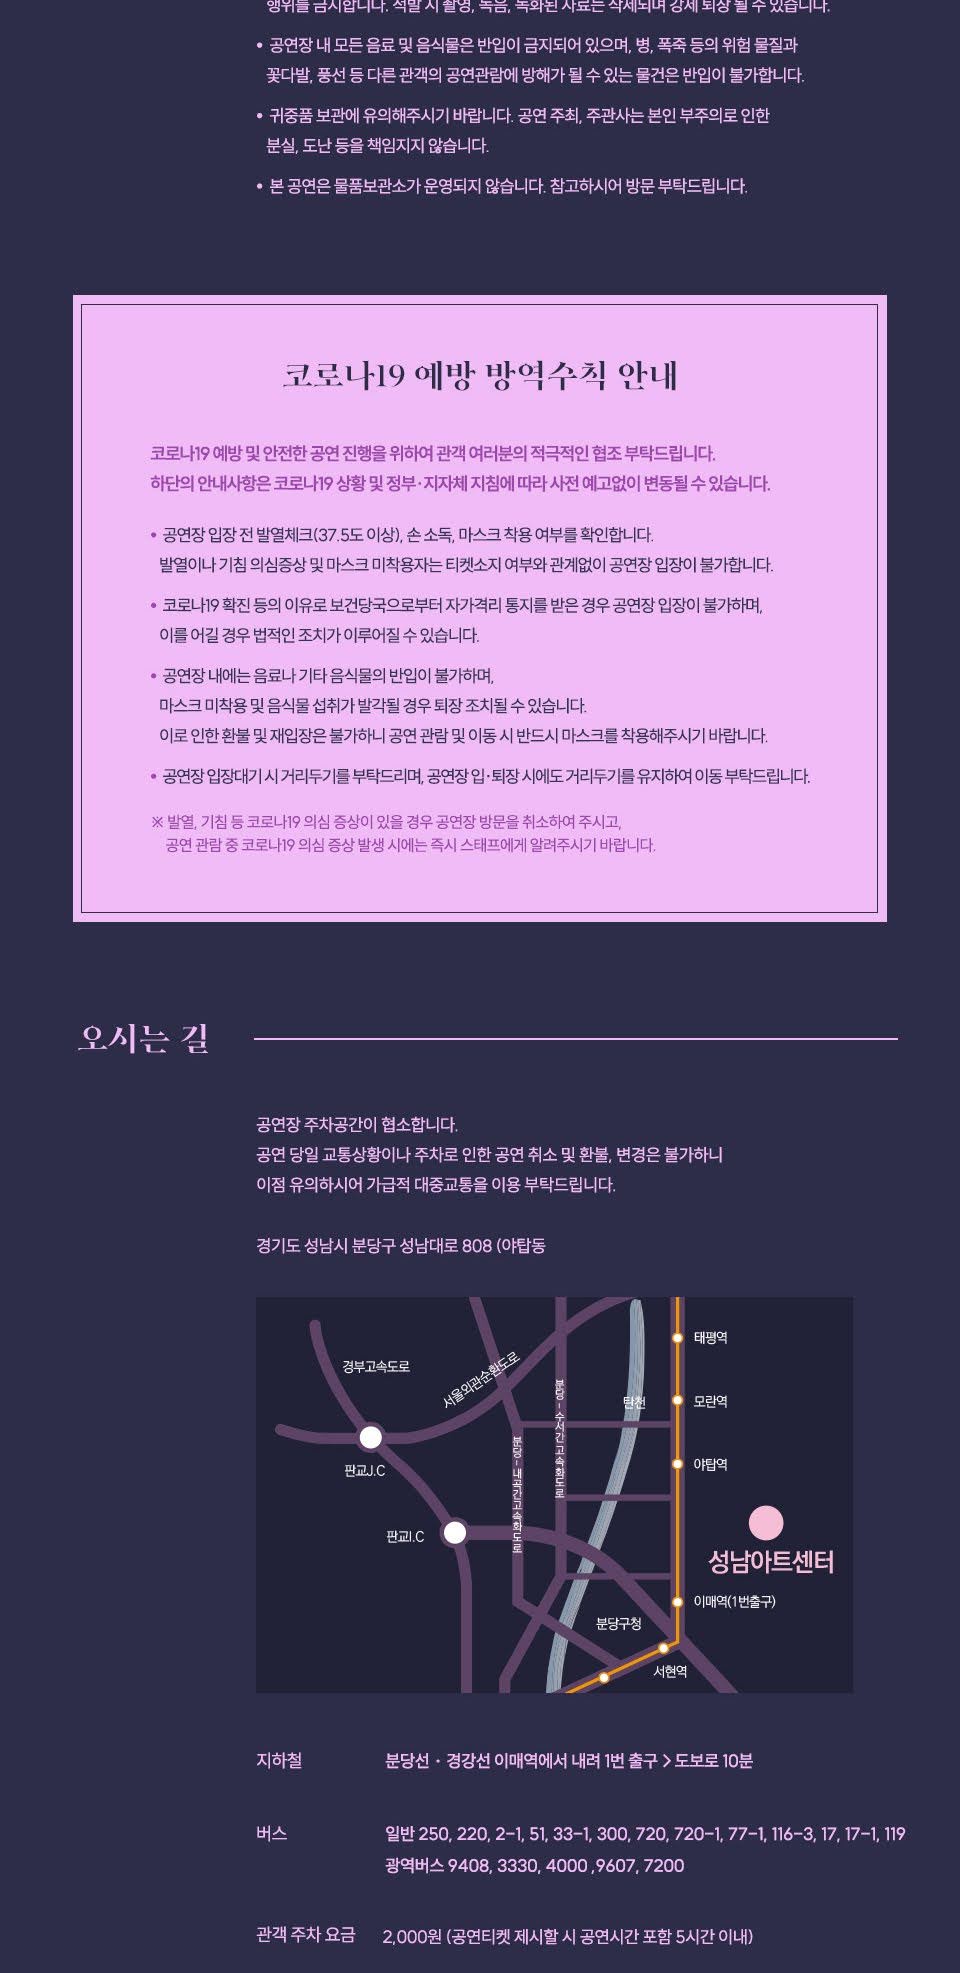 행위를 금지합니다. 적발 시 촬영, 녹음, 녹화된 자료는 삭제되며 강제 퇴장 될 수 있습니다.
• 공연장 내 모든 음료 및 음식물은 반입이 금지되어 있으며, 병, 폭죽 등의 위험 물질과
꽃다발, 풍선 등 다른 관객의 공연관람에 방해가 될 수 있는 물건은 반입이 불가합니다.
• 귀중품 보관에 유의해주시기 바랍니다. 공연 주최, 주관사는 본인 부주의로 인한
분실, 도난 등을 책임지지 않습니다.
• 본 공연은 물품보관소가 운영되지 않습니다. 참고하시어 방문 부탁드립니다.
코로나19 예방 방역수칙 안내
코로나19 예방 및 안전한 공연 진행을 위하여 관객 여러분의 적극적인 협조 부탁드립니다.
하단의 안내사항은 코로나19 상황 및 정부·지자체 지침에 따라 사전 예고없이 변동될 수 있습니다.
• 공연장 입장 전 발열체크(37.5도 이상), 손 소독, 마스크 착용 여부를 확인합니다.
발열이나 기침 의심증상 및 마스크 미착용자는 티켓소지 여부와 관계없이 공연장 입장이 불가합니다.
• 코로나19 확진 등의 이유로 보건당국으로부터 자가격리 통지를 받은 경우 공연장 입장이 불가하며,
이를 어길 경우 법적인 조치가 이루어질 수 있습니다.
• 공연장 내에는 음료나 기타 음식물의 반입이 불가하며,
마스크 미착용 및 음식물 섭취가 발각될 경우 퇴장 조치될 수 있습니다.
이로 인한 환불 및 재입장은 불가하니 공연 관람 및 이동 시 반드시 마스크를 착용해주시기 바랍니다.
• 공연장 입장대기 시 거리두기를 부탁드리며, 공연장 입·퇴장 시에도 거리두기를 유지하여 이동 부탁드립니다.
※ 발열, 기침 등 코로나19 의심 증상이 있을 경우 공연장 방문을 취소하여 주시고,
공연 관람 중 코로나19 의심 증상 발생 시에는 즉시 스태프에게 알려주시기 바랍니다.
오시는 길
공연장 주차공간이 협소합니다.
공연 당일 교통상황이나 주차로 인한 공연 취소 및 환불, 변경은 불가하니
이점 유의하시어 가급적 대중교통을 이용 부탁드립니다.
경기도 성남시 분당구 성남대로 808 (야탑동
태평역
경부고속도로
서울외관순환도로
분당-수서간고속화도로
탄천
모란역
분당-내곡간고속화도로
야탑역
판교J.C
판교I.C
성남아트센터
이매역(1번출구)
분당구청
서현역
지하철 분당선 · 경강선 이매역에서 내려 1번 출구 > 도보로 10분
버스 일반 250, 220, 2-1, 51, 33-1, 300, 720, 720-1, 77-1, 116-3, 17, 17-1, 119
광역버스 9408, 3330, 4000 ,9607, 7200
관객 주차 요금 2,000원 (공연티켓 제시할 시 공연시간 포함 5시간 이내)